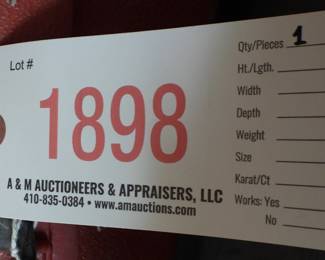 Lot #
1898
A & M AUCTIONEERS & APPRAISERS, LLC
410-835-0384 • www.amauctions.com
Qty/Pieces 1
Ht./Lgth.
Width
Depth
Weight
Size
Karat/Ct
Works: Yes
No